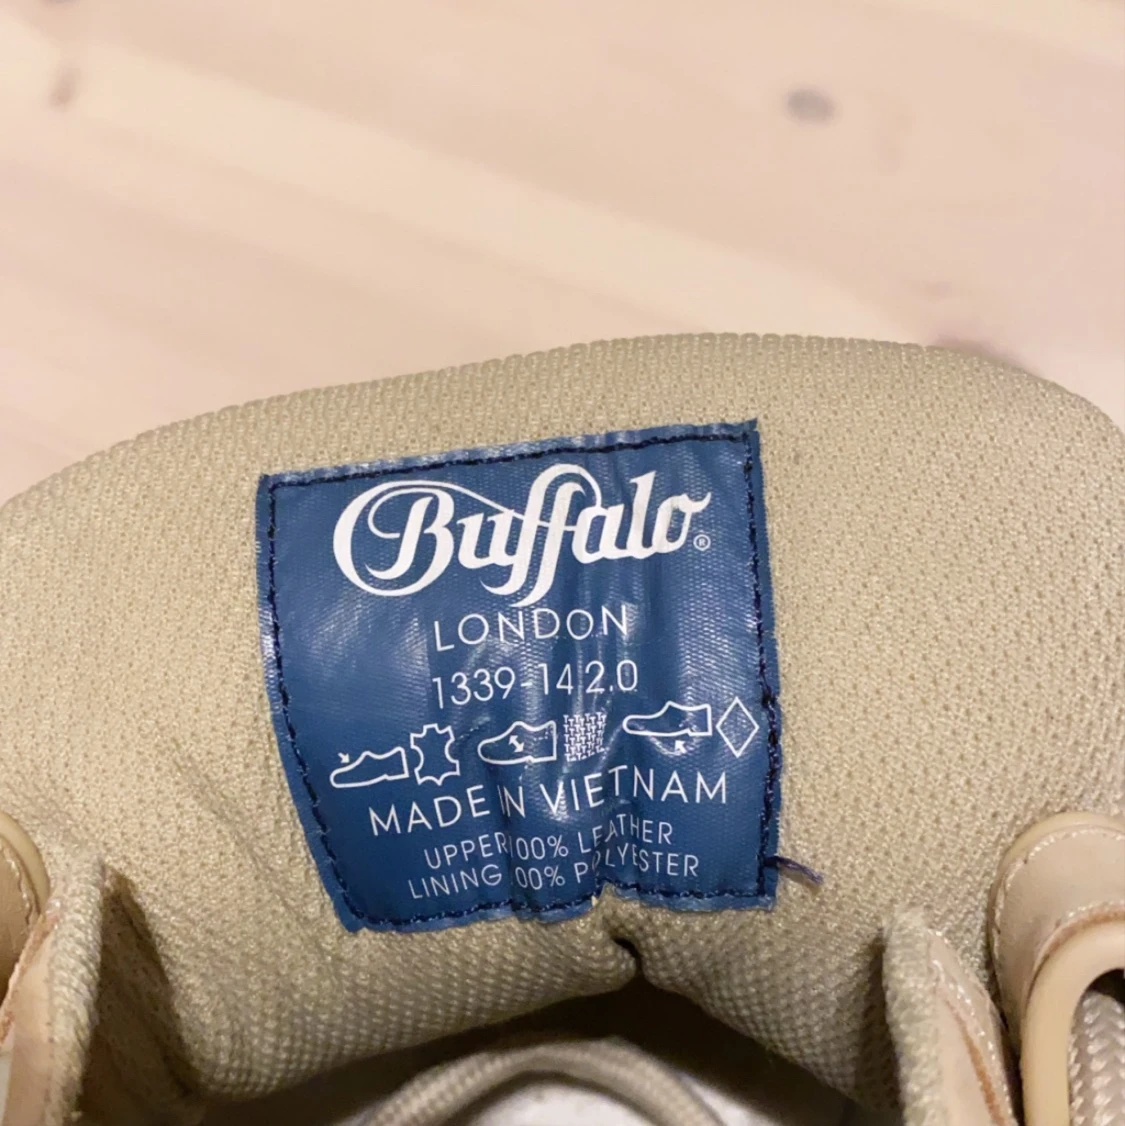 Buffalo®
LONDON
1339-14 2.0
MADE IN VIETNAM
UPPER 100% LEATHER
LINING 100% POLYESTER